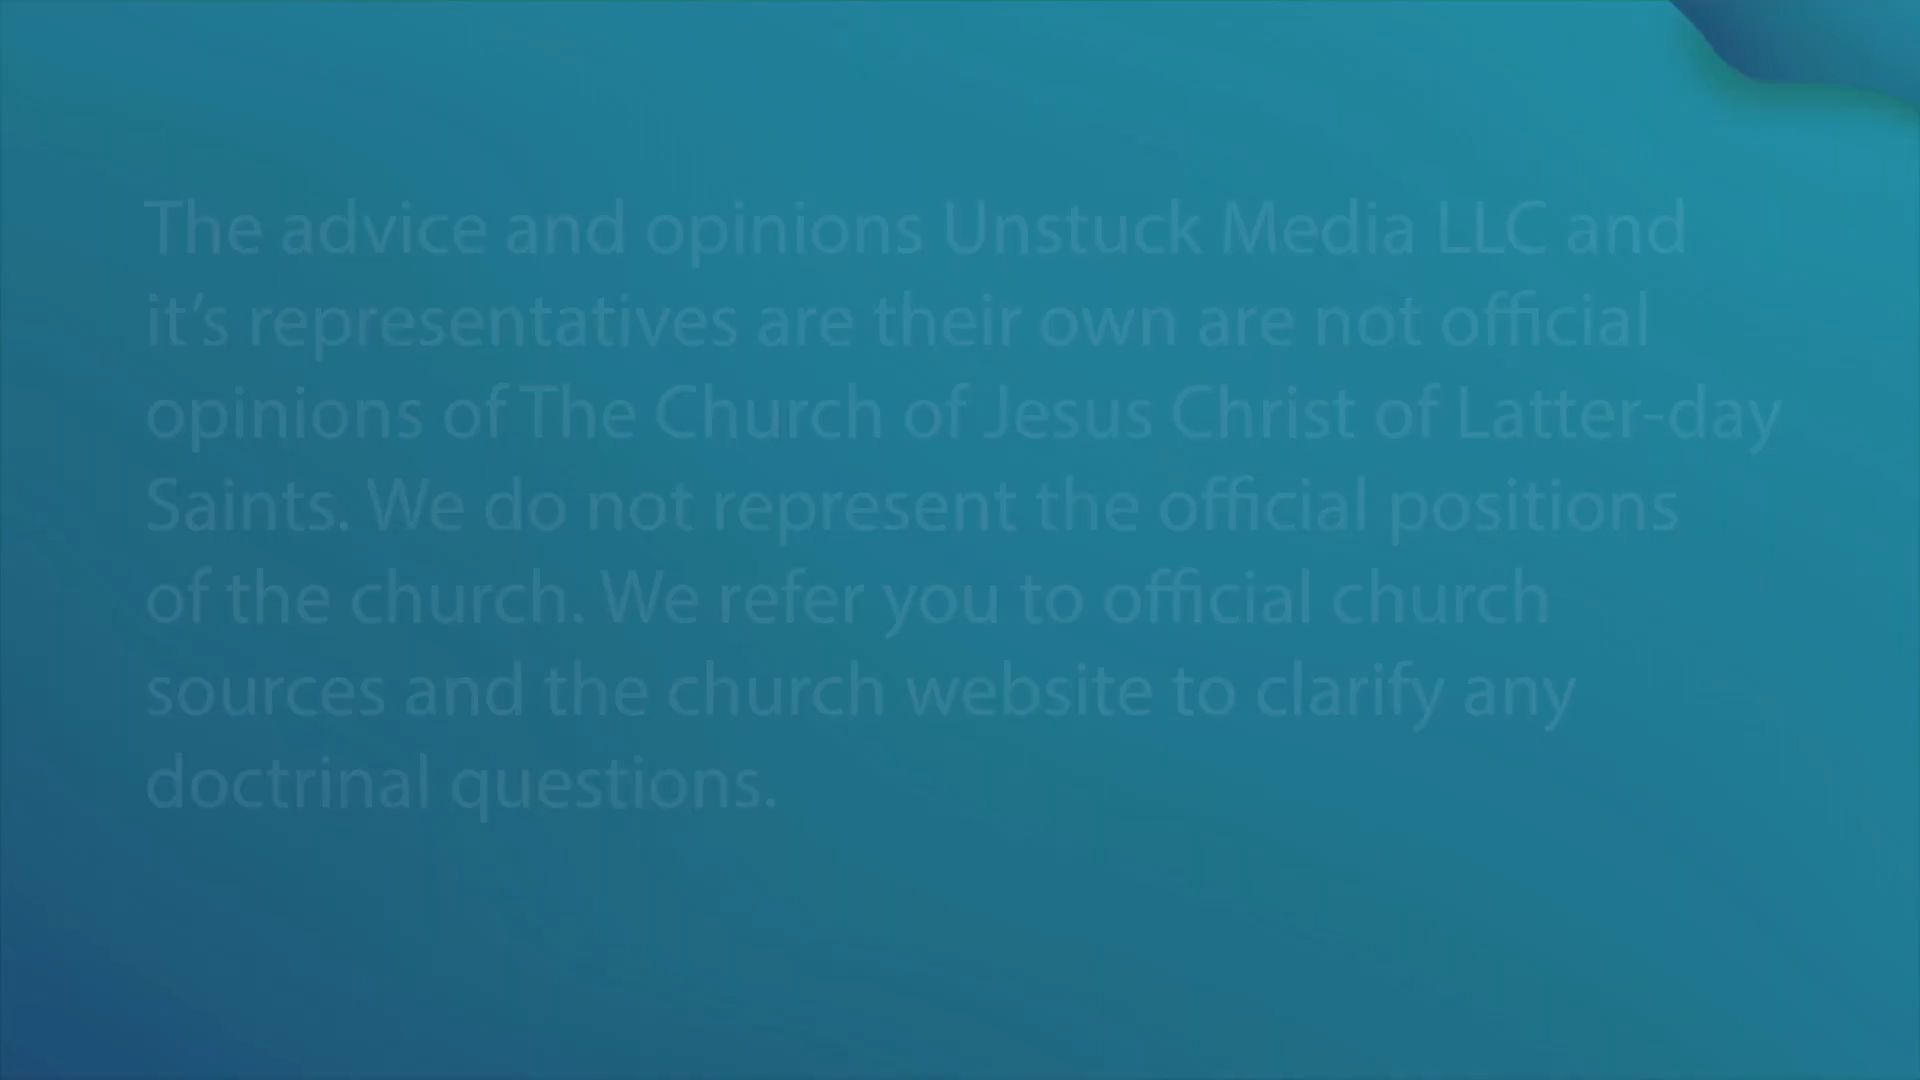 The advice and opinions Unstuck Media LLC and
it’s representatives are their own are not official
opinions of The Church of Jesus Christ of Latter-day
Saints. We do not represent the official positions
of the church. We refer you to official church
sources and the church website to clarify any
doctrinal questions.